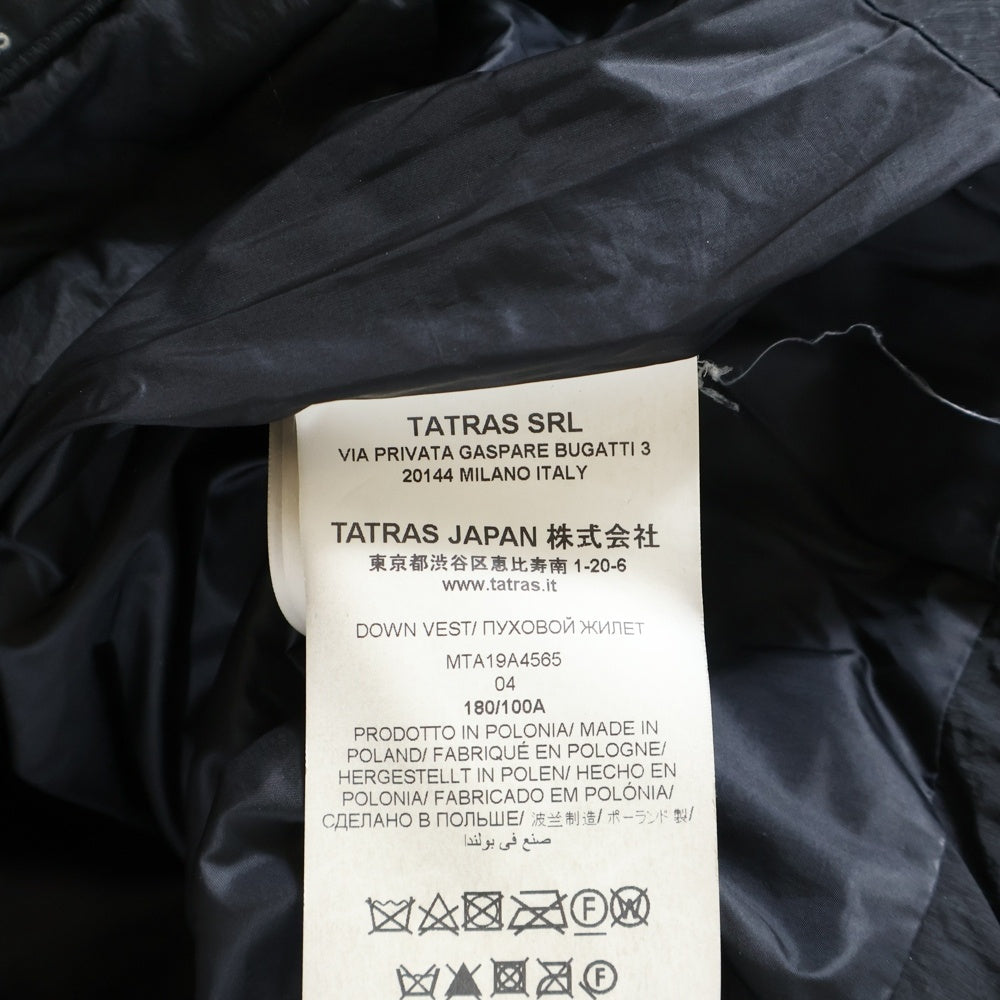 TATRAS SRL
VIA PRIVATA GASPARE BUGATTI 3
20144 MILANO ITALY
TATRAS JAPAN 株式会社
東京都渋谷区恵比寿南 1-20-6
www.tatras.it
DOWN VEST/ ПУХОВОЙ ЖИЛЕТ
MTA19A4565
04
180/100A
PRODOTTO IN POLONIA/ MADE IN
POLAND/ FABRIQUÉ EN POLOGNE/
HERGESTELLT IN POLEN/ HECHO EN
POLONIA/ FABRICADO EM POLÓNIA/
СДЕЛАНО В ПОЛЬШЕ/ 波兰制造/ ポーランド 製/
صنع في بولندا
F W
F